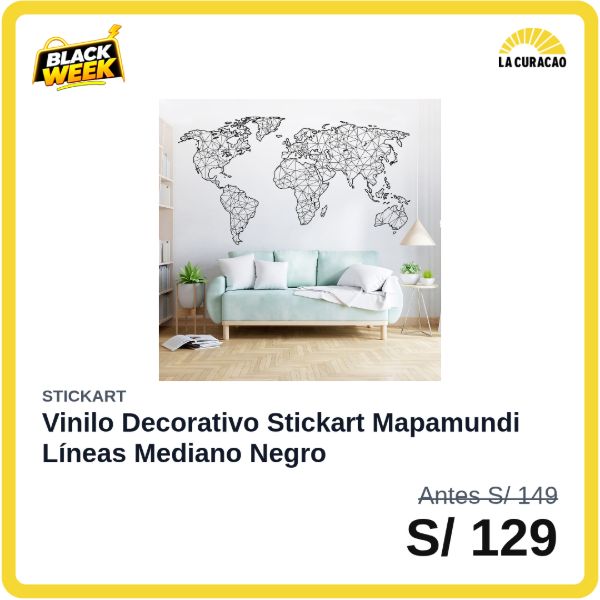 BLACK
WEEK
LA CURACAO
STICKART
Vinilo Decorativo Stickart Mapamundi
Líneas Mediano Negro
Antes S/ 149
S/ 129